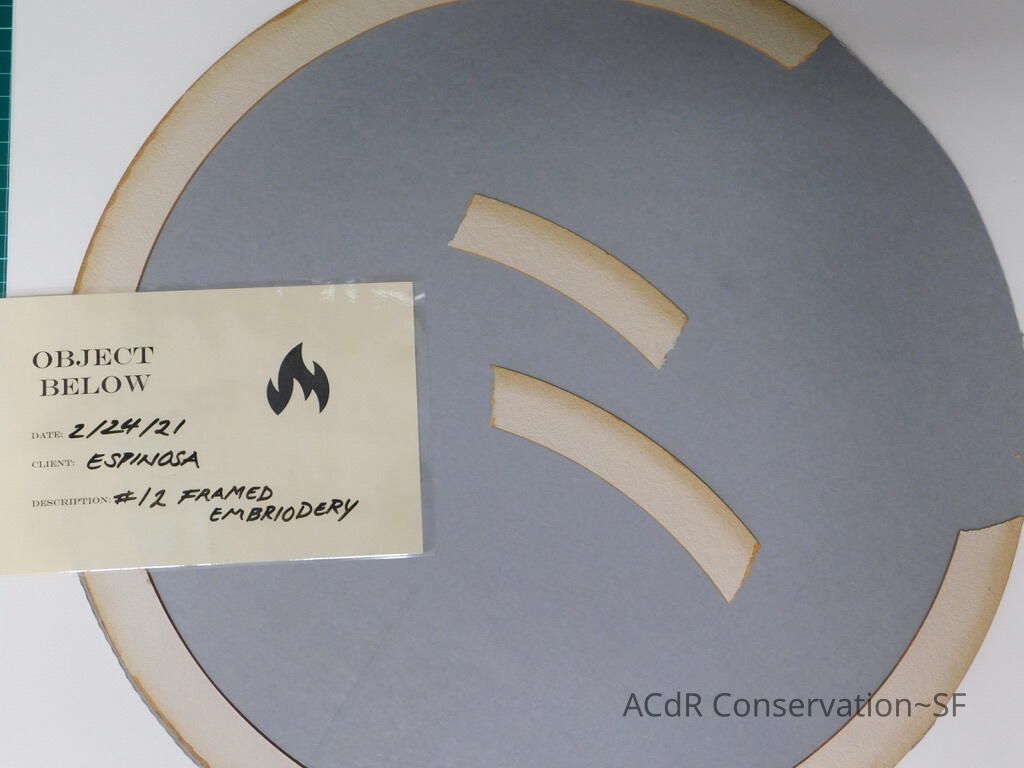 OBJECT
BELOW
DATE: 2/24/21
CLIENT: ESPINOSA
DESCRIPTION: #12 FRAMED
EMBRIODERY
ACdR Conservation~SF